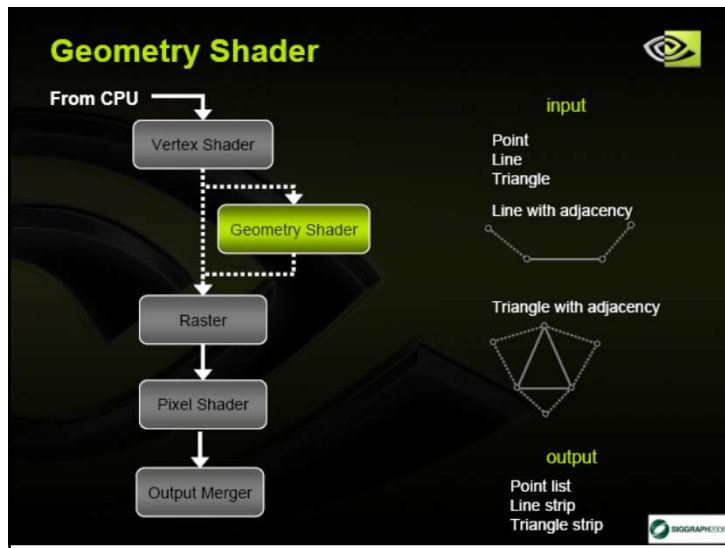 Geometry Shader
From CPU
Vertex Shader
Geometry Shader
Raster
Pixel Shader
Output Merger
input
Point
Line
Triangle
Line with adjacency
Triangle with adjacency
output
Point list
Line strip
Triangle strip